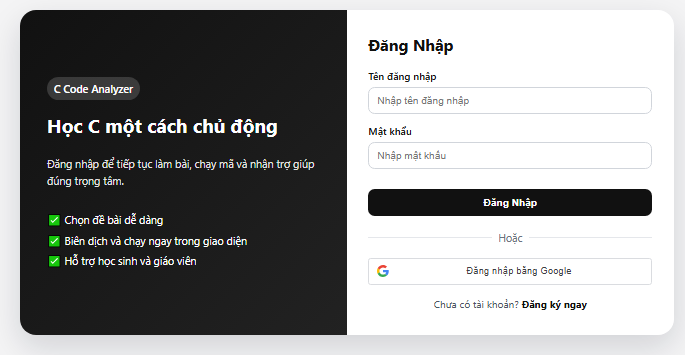 C Code Analyzer
Học C một cách chủ động
Đăng nhập để tiếp tục làm bài, chạy mã và nhận trợ giúp
đúng trọng tâm.
Chọn đề bài dễ dàng
Biên dịch và chạy ngay trong giao diện
Hỗ trợ học sinh và giáo viên
Đăng Nhập
Tên đăng nhập
Nhập tên đăng nhập
Mật khẩu
Nhập mật khẩu
Đăng Nhập
Hoặc
Đăng nhập bằng Google
Chưa có tài khoản? Đăng ký ngay